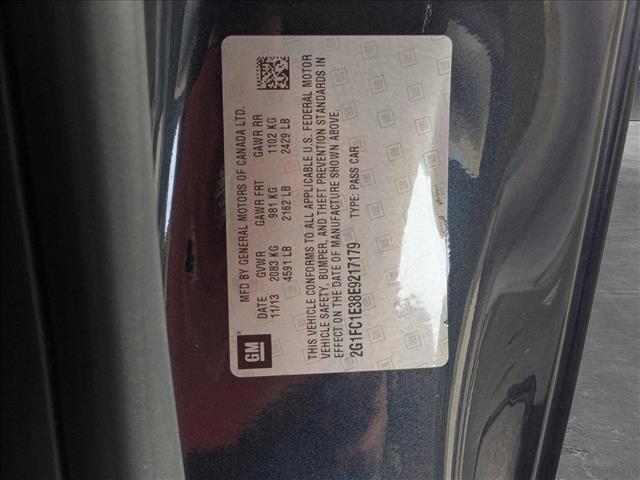 MFD BY GENERAL MOTORS OF CANADA LTD.
DATE GVWR GAWR FRT GAWR RR
11/13 2083 KG 981 KG 1102 KG
4591 LB 2162 LB 2429 LB
GM
THIS VEHICLE CONFORMS TO ALL APPLICABLE U.S. FEDERAL MOTOR
VEHICLE SAFETY, BUMPER, AND THEFT PREVENTION STANDARDS IN
EFFECT ON THE DATE OF MANUFACTURE SHOWN ABOVE.
2G1FC1E38E9217179 TYPE: PASS CAR